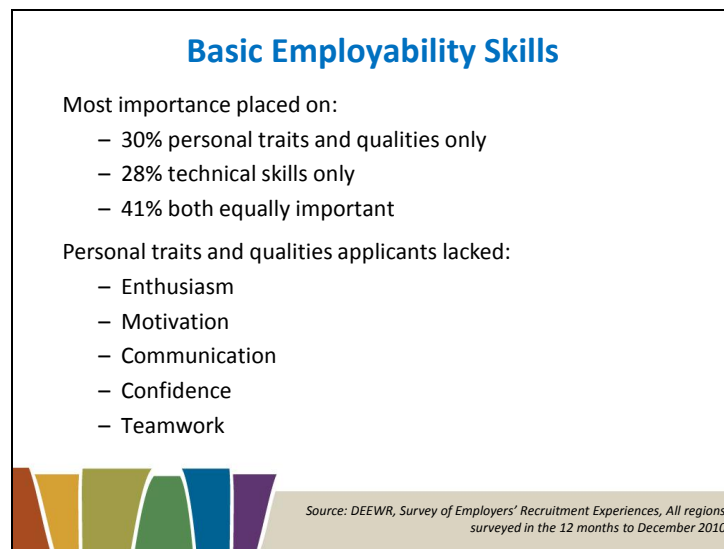 Basic Employability Skills
Most importance placed on:
– 30% personal traits and qualities only
– 28% technical skills only
– 41% both equally important
Personal traits and qualities applicants lacked:
– Enthusiasm
– Motivation
– Communication
– Confidence
– Teamwork
Source: DEEWR, Survey of Employers’ Recruitment Experiences, All regions
surveyed in the 12 months to December 2010